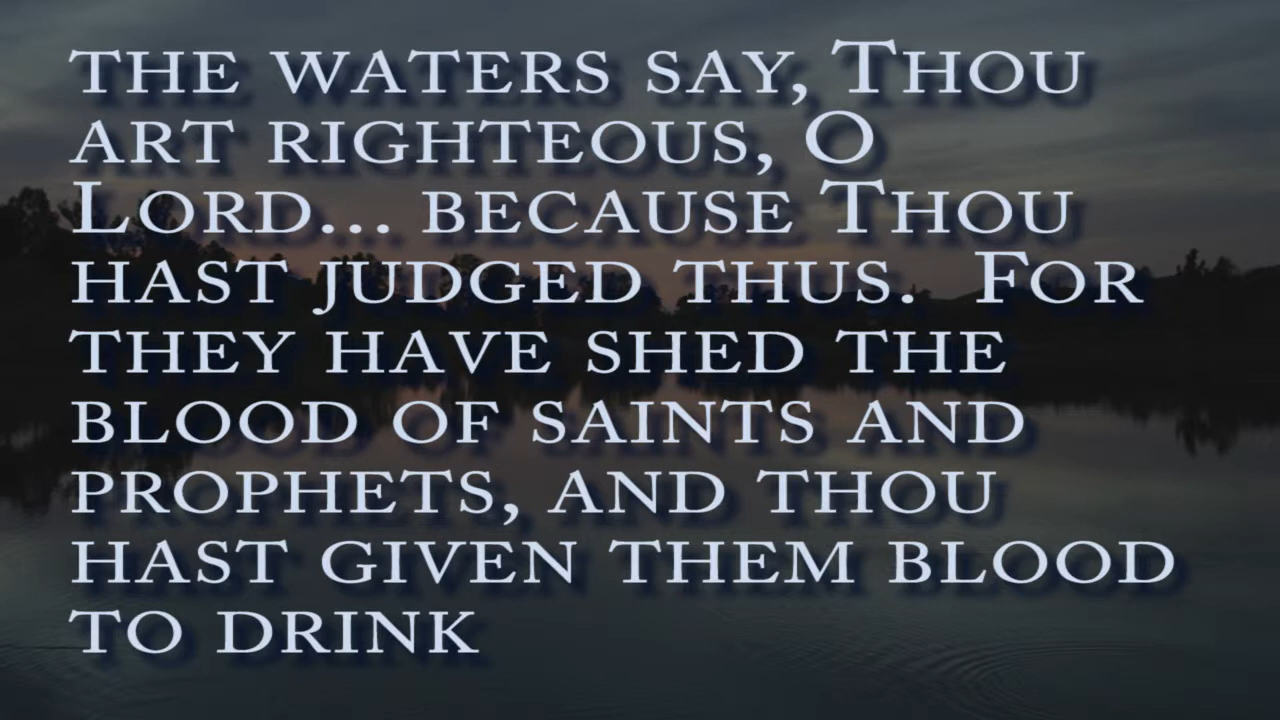 THE WATERS SAY, THOU
ART RIGHTEOUS, O
LORD... BECAUSE THOU
HAST JUDGED THUS.  FOR
THEY HAVE SHED THE
BLOOD OF SAINTS AND
PROPHETS, AND THOU
HAST GIVEN THEM BLOOD
TO DRINK